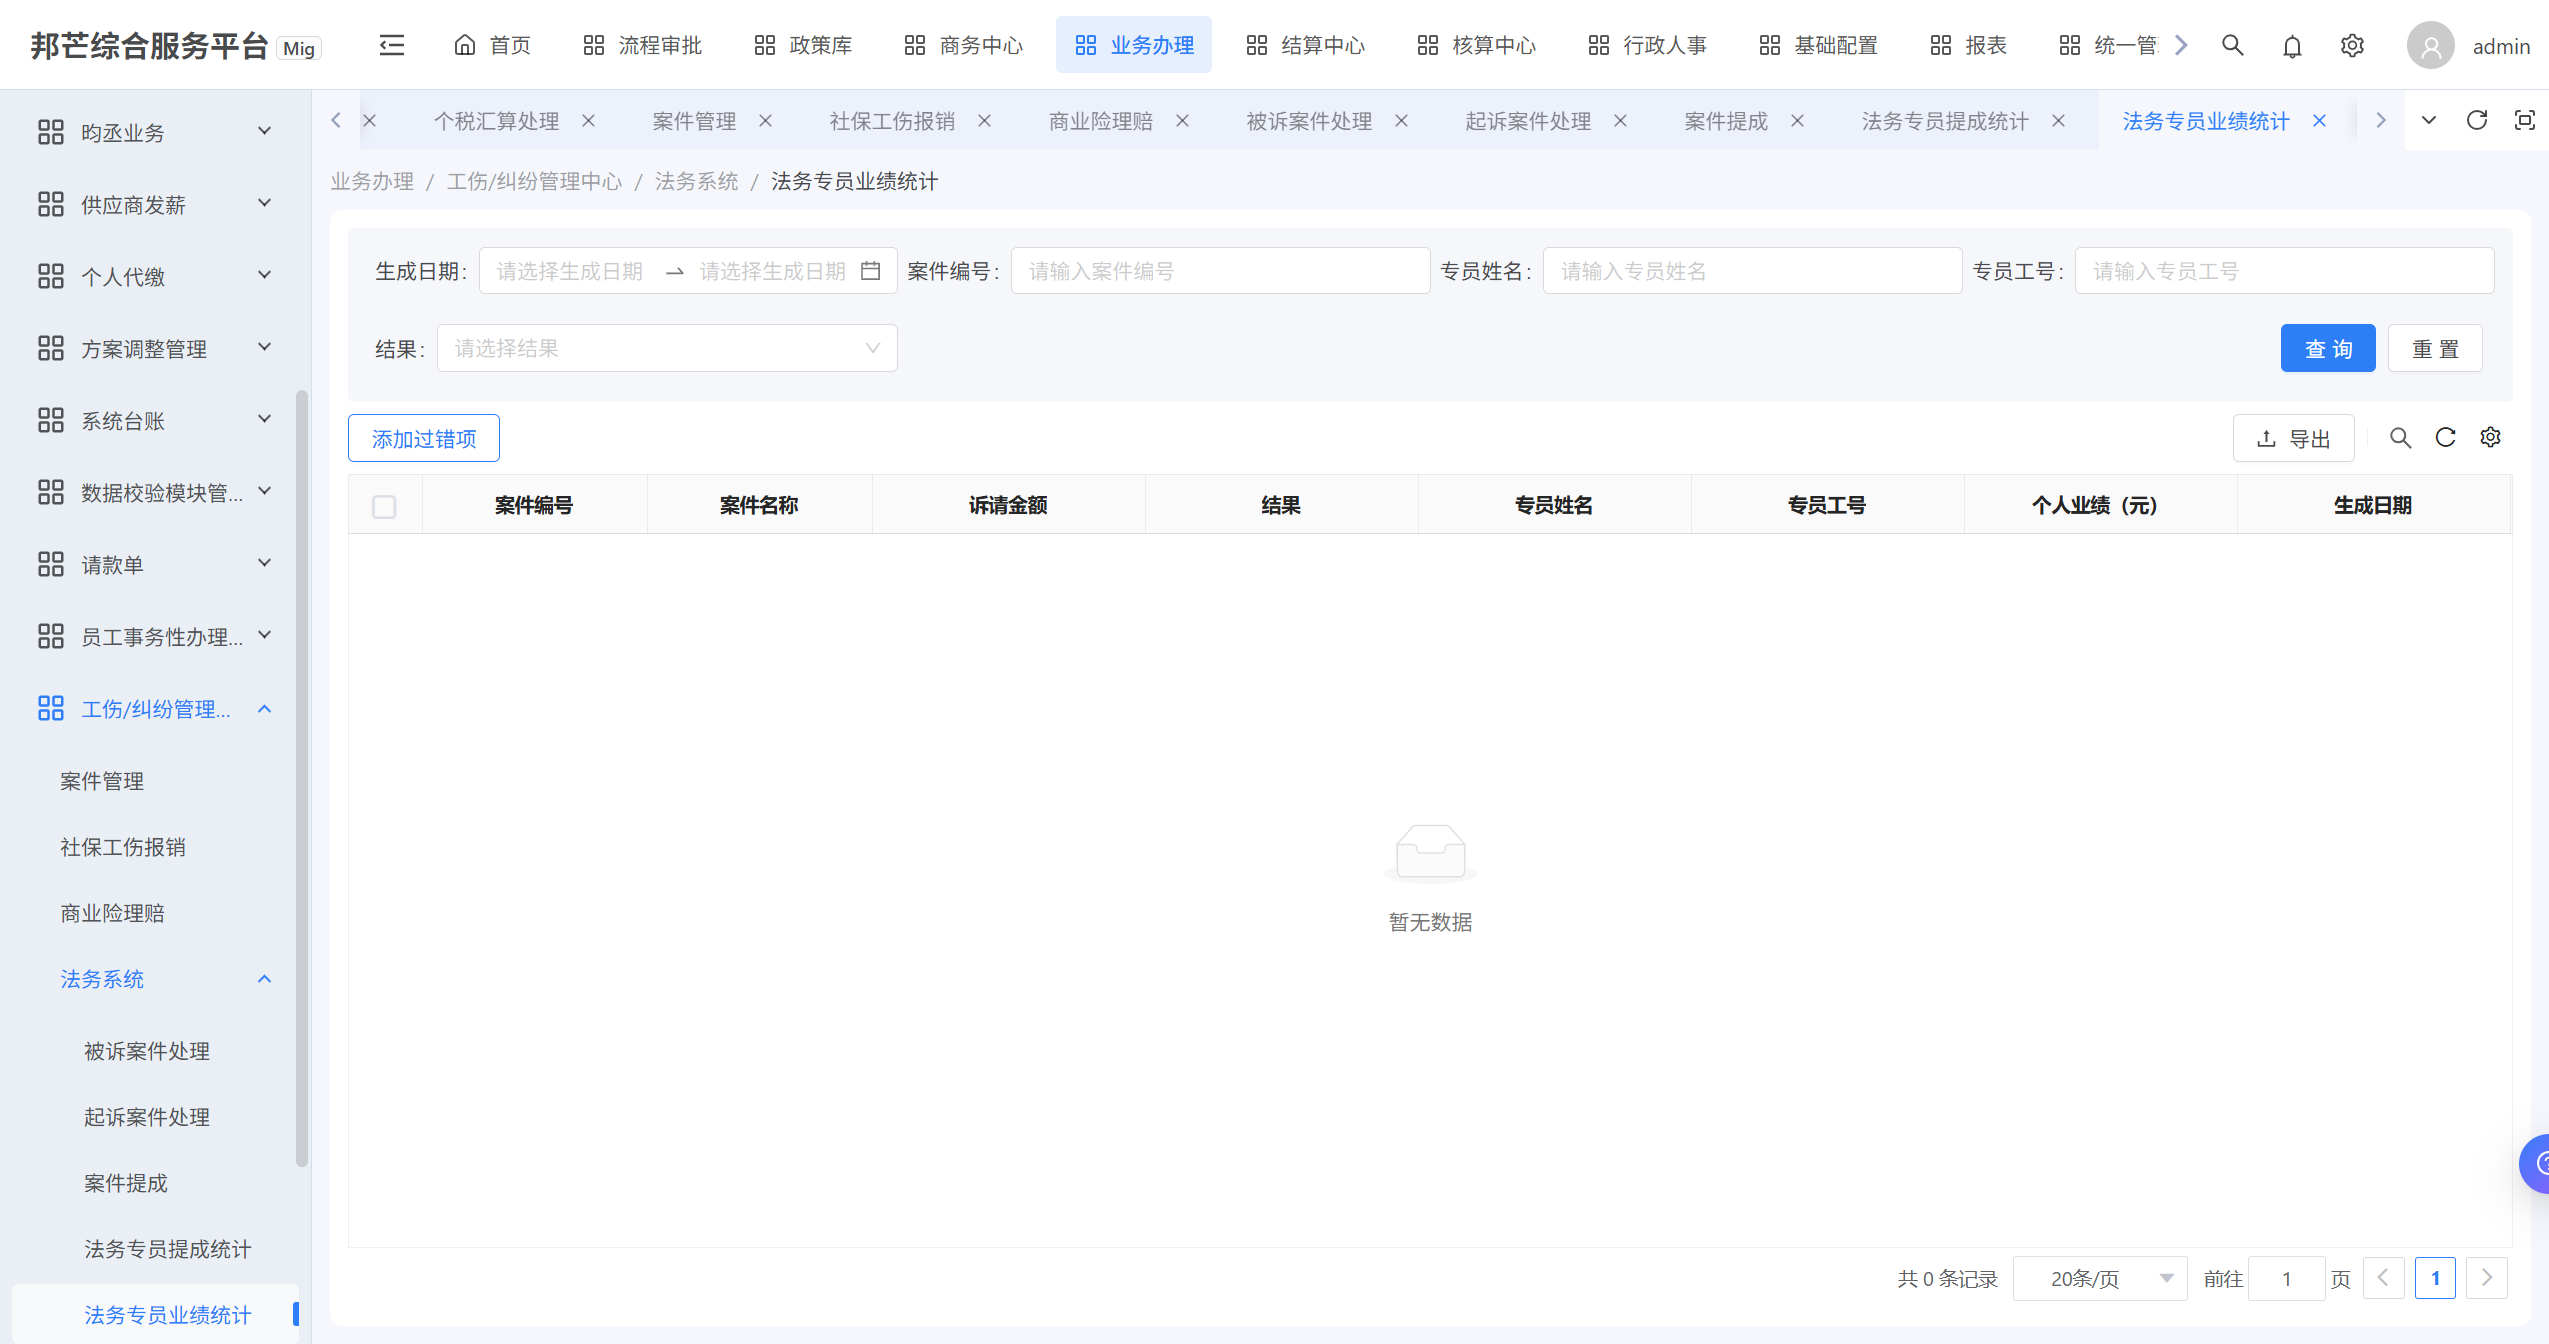 邦芒综合服务平台 Mig
首页 流程审批 政策库 商务中心 业务办理 结算中心 核算中心 行政人事 基础配置 报表 统一管 admin
个税汇算处理 案件管理 社保工伤报销 商业险理赔 被诉案件处理 起诉案件处理 案件提成 法务专员提成统计 法务专员业绩统计
业务办理 / 工伤/纠纷管理中心 / 法务系统 / 法务专员业绩统计
昀丞业务
供应商发薪
个人代缴
方案调整管理
系统台账
数据校验模块管...
请款单
员工事务性办理...
工伤/纠纷管理...
案件管理
社保工伤报销
商业险理赔
法务系统
被诉案件处理
起诉案件处理
案件提成
法务专员提成统计
法务专员业绩统计
生成日期: 请选择生成日期 请选择生成日期 案件编号: 请输入案件编号 专员姓名: 请输入专员姓名 专员工号: 请输入专员工号
结果: 请选择结果 查 询 重 置
添加过错项 导出
案件编号 案件名称 诉请金额 结果 专员姓名 专员工号 个人业绩（元） 生成日期
暂无数据
共 0 条记录 20条/页 前往 1 页 1